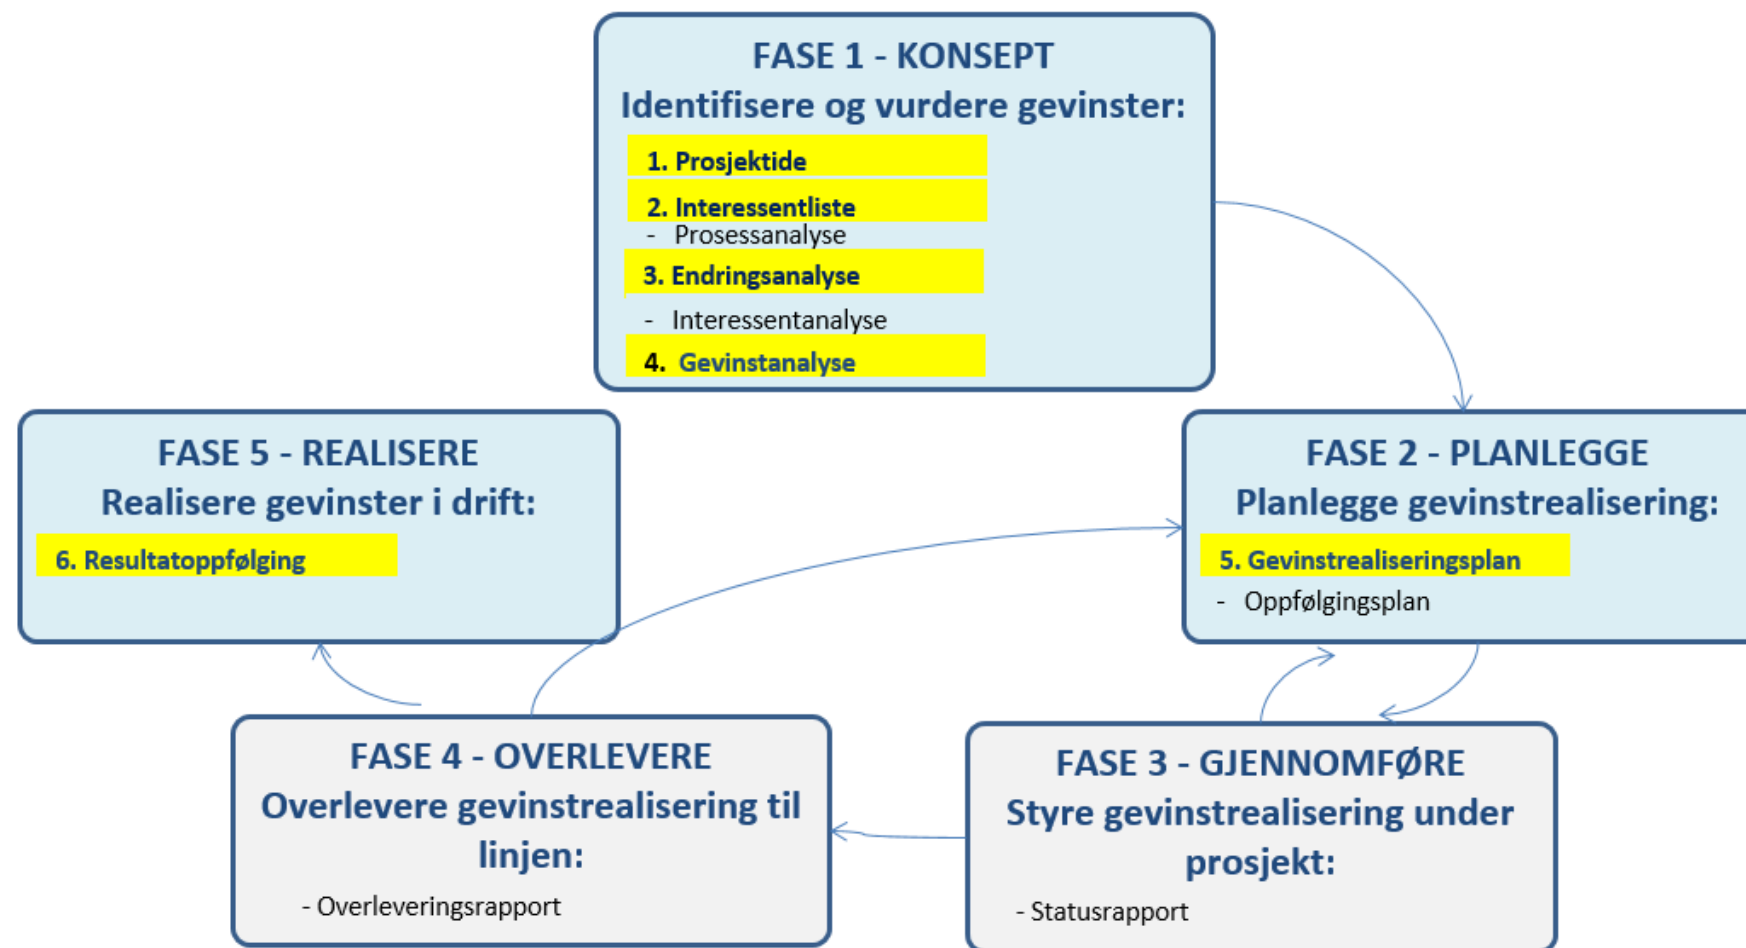 FASE 1 - KONSEPT
Identifisere og vurdere gevinster:
1. Prosjektide
2. Interessentliste
- Prosessanalyse
3. Endringsanalyse
- Interessentanalyse
4. Gevinstanalyse
FASE 2 - PLANLEGGE
Planlegge gevinstrealisering:
5. Gevinstrealiseringsplan
- Oppfølgingsplan
FASE 3 - GJENNOMFØRE
Styre gevinstrealisering under
prosjekt:
- Statusrapport
FASE 4 - OVERLEVERE
Overlevere gevinstrealisering til
linjen:
- Overleveringsrapport
FASE 5 - REALISERE
Realisere gevinster i drift:
6. Resultatoppfølging